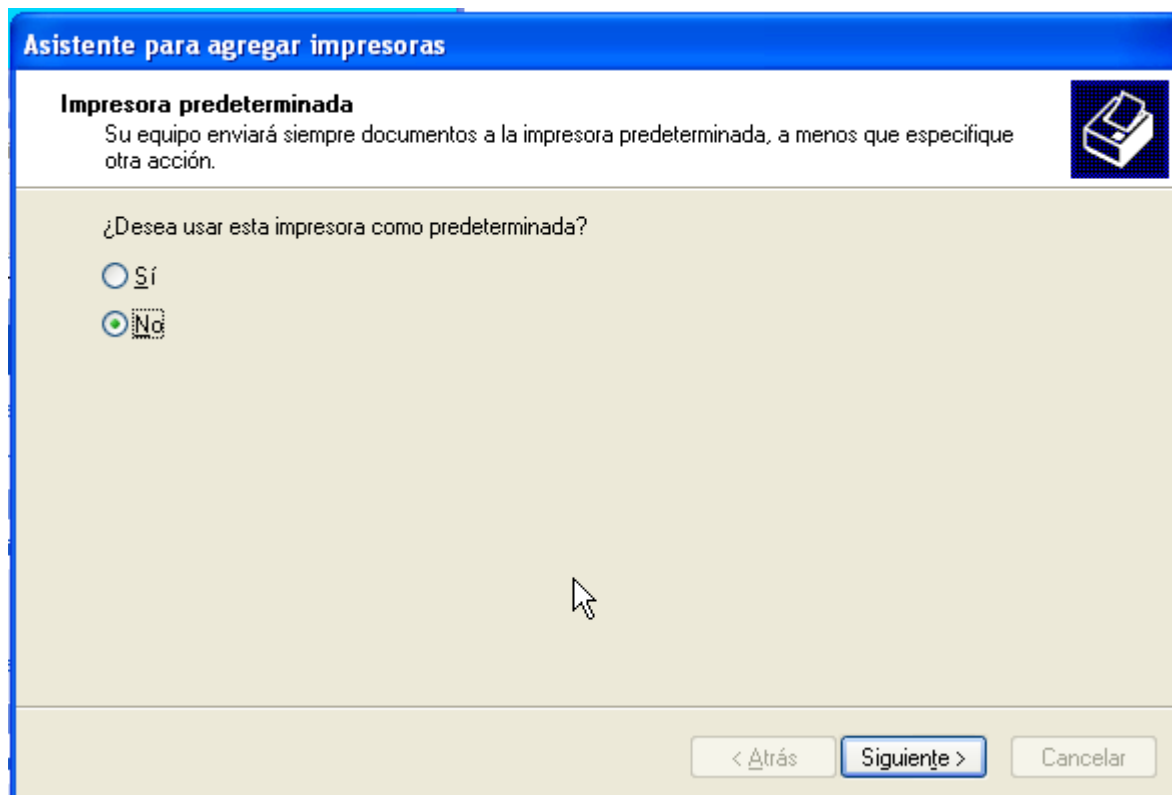 Asistente para agregar impresoras
Impresora predeterminada
Su equipo enviará siempre documentos a la impresora predeterminada, a menos que especifique
otra acción.
¿Desea usar esta impresora como predeterminada?
Sí
No
< Atrás Siguiente > Cancelar